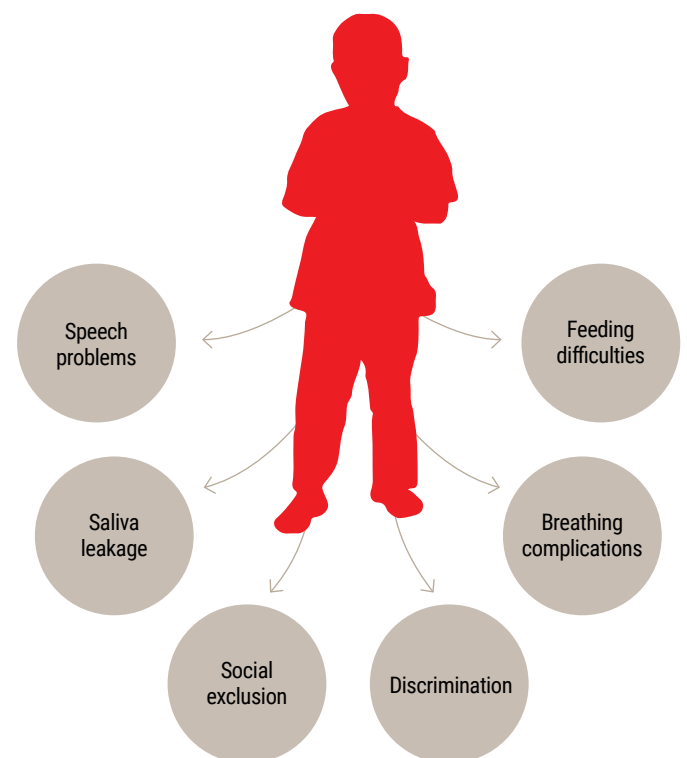 Speech
problems
Feeding
difficulties
Saliva
leakage
Breathing
complications
Social
exclusion
Discrimination